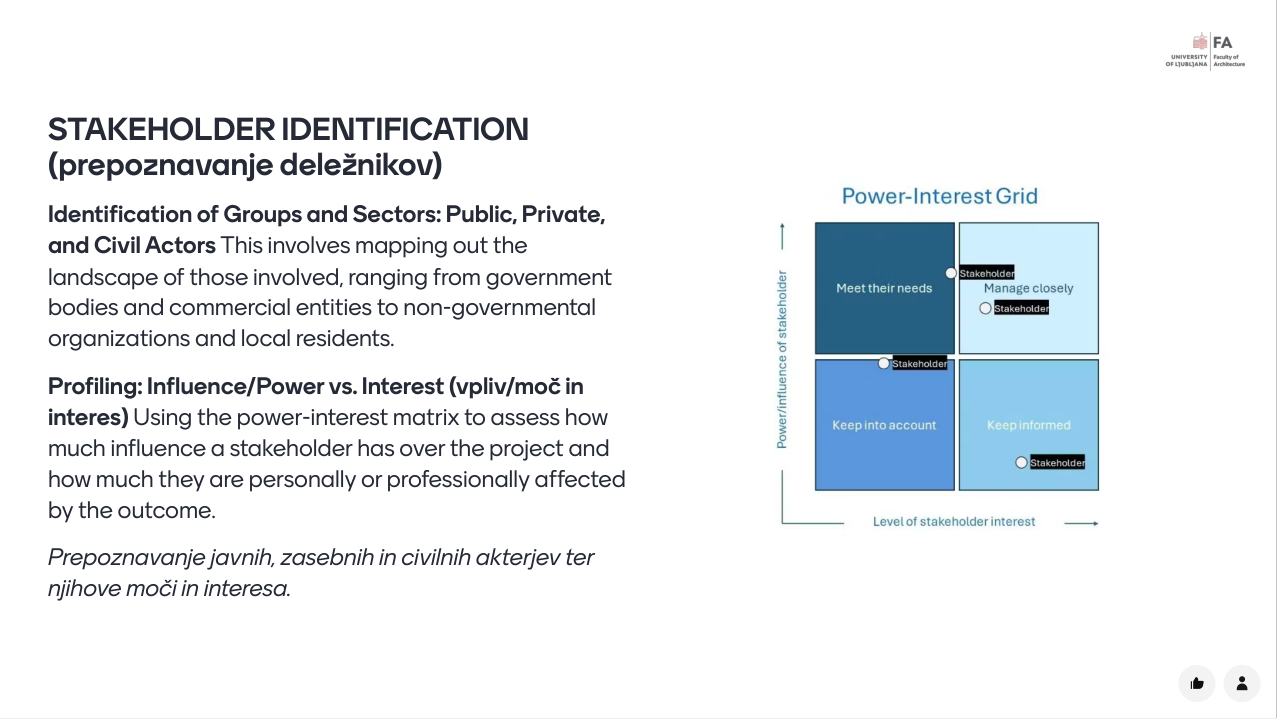 UNIVERSITY
OF LJUBLJANA
FA
Faculty of
Architecture
STAKEHOLDER IDENTIFICATION
(prepoznavanje deležnikov)
Identification of Groups and Sectors: Public, Private,
and Civil Actors This involves mapping out the
landscape of those involved, ranging from government
bodies and commercial entities to non-governmental
organizations and local residents.
Profiling: Influence/Power vs. Interest (vpliv/moč in
interes) Using the power-interest matrix to assess how
much influence a stakeholder has over the project and
how much they are personally or professionally affected
by the outcome.
Prepoznavanje javnih, zasebnih in civilnih akterjev ter
njihove moči in interesa.
Power-Interest Grid
Power/influence of stakeholder
Meet their needs
Stakeholder
Manage closely
Stakeholder
Stakeholder
Keep into account
Keep informed
Stakeholder
Level of stakeholder interest